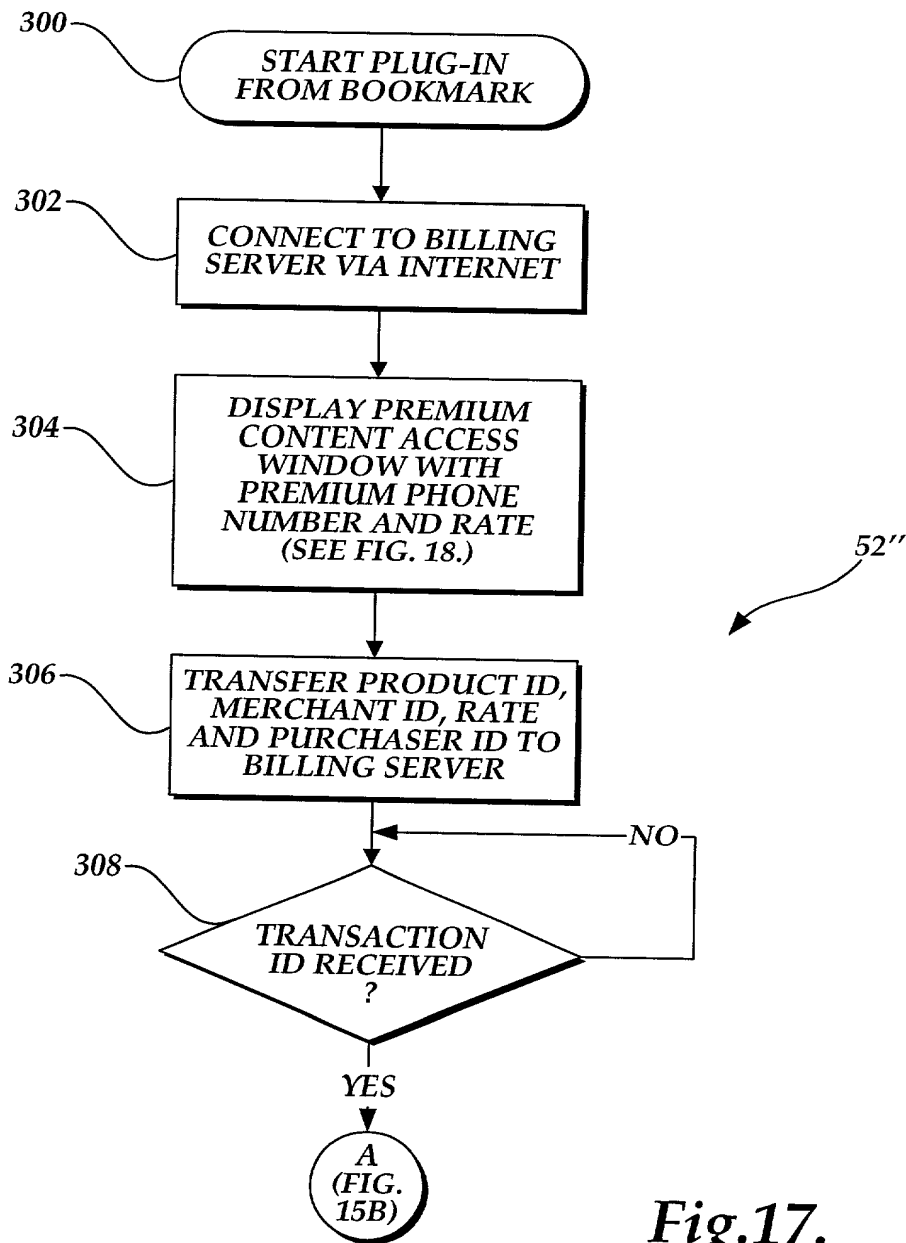 300
START PLUG-IN
FROM BOOKMARK
302
CONNECT TO BILLING
SERVER VIA INTERNET
304
DISPLAY PREMIUM
CONTENT ACCESS
WINDOW WITH
PREMIUM PHONE
NUMBER AND RATE
(SEE FIG. 18.)
52''
306
TRANSFER PRODUCT ID,
MERCHANT ID, RATE
AND PURCHASER ID TO
BILLING SERVER
NO
308
TRANSACTION
ID RECEIVED
?
YES
A
(FIG.
15B)
Fig.17.